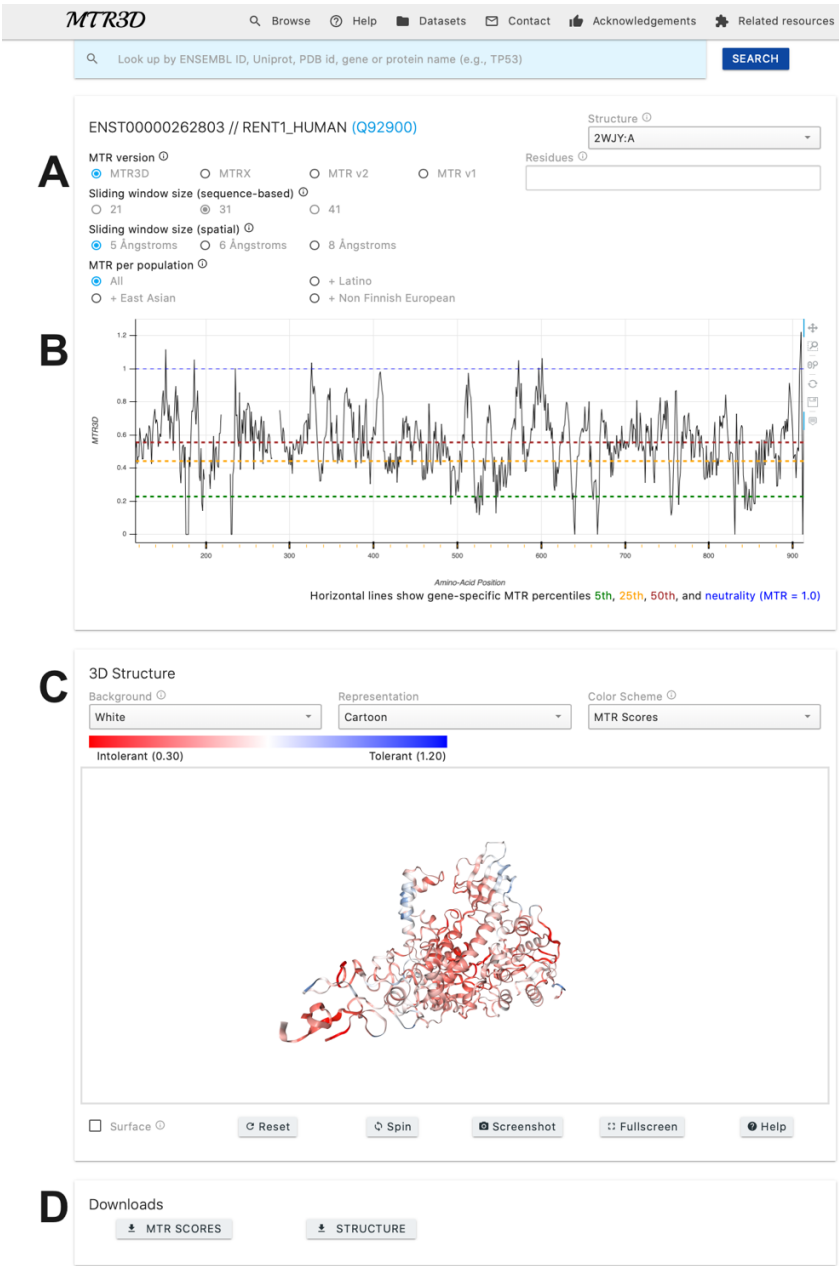 MTR3D Browse Help Datasets Contact Acknowledgements Related resources
Look up by ENSEMBL ID, Uniprot, PDB id, gene or protein name (e.g., TP53) SEARCH
Structure
ENST00000262803 // RENT1_HUMAN (Q92900)
2WJY:A
A
MTR version
Residues
MTR3D MTRX MTR v2 MTR v1
Sliding window size (sequence-based)
21 31 41
Sliding window size (spatial)
5 Ångstroms 6 Ångstroms 8 Ångstroms
MTR per population
All + Latino
+ East Asian + Non Finnish European
B
1.2
1
0.8
0.6
0.4
0.2
0
MTR3D
200 300 400 500 600 700 800 900
Amino-Acid Position
Horizontal lines show gene-specific MTR percentiles 5th, 25th, 50th, and neutrality (MTR = 1.0)
C
3D Structure
Background Representation Color Scheme
White Cartoon MTR Scores
Intolerant (0.30) Tolerant (1.20)
Surface Reset Spin Screenshot Fullscreen Help
D
Downloads
MTR SCORES STRUCTURE